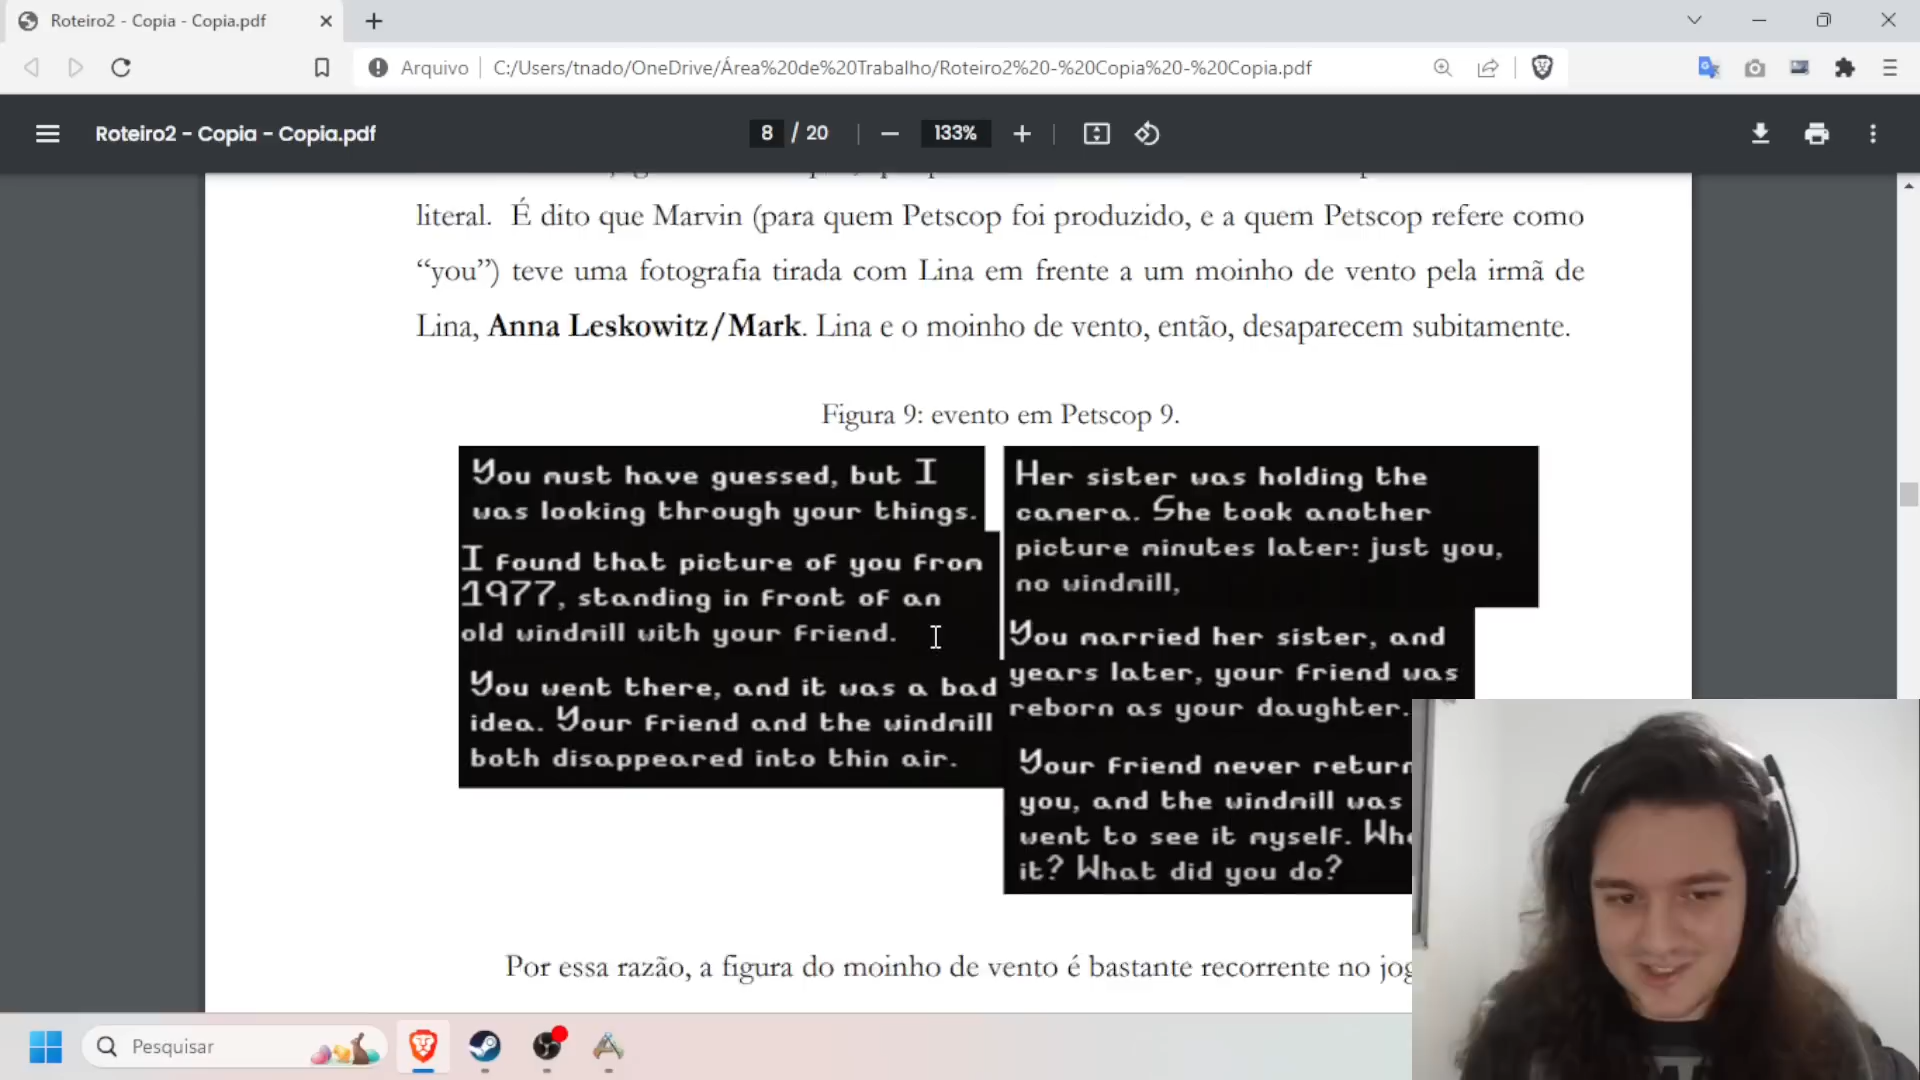 Roteiro2 - Copia - Copia.pdf
Arquivo
C:/Users/tnado/OneDrive/Área%20de%20Trabalho/Roteiro2%20-%20Copia%20-%20Copia.pdf
Roteiro2 - Copia - Copia.pdf
8 / 20
133%
literal. É dito que Marvin (para quem Petscop foi produzido, e a quem Petscop refere como
“you”) teve uma fotografia tirada com Lina em frente a um moinho de vento pela irmã de
Lina, Anna Leskowitz/Mark. Lina e o moinho de vento, então, desaparecem subitamente.
Figura 9: evento em Petscop 9.
You must have guessed, but I
was looking through your things.
I found that picture of you from
1977, standing in front of an
old windmill with your friend.
You went there, and it was a bad
idea. Your friend and the windmill
both disappeared into thin air.
Her sister was holding the
camera. She took another
picture minutes later: just you,
no windmill,
You married her sister, and
years later, your friend was
reborn as your daughter.
Your friend never return
you, and the windmill was
went to see it myself. Wh
it? What did you do?
Por essa razão, a figura do moinho de vento é bastante recorrente no jog
Pesquisar